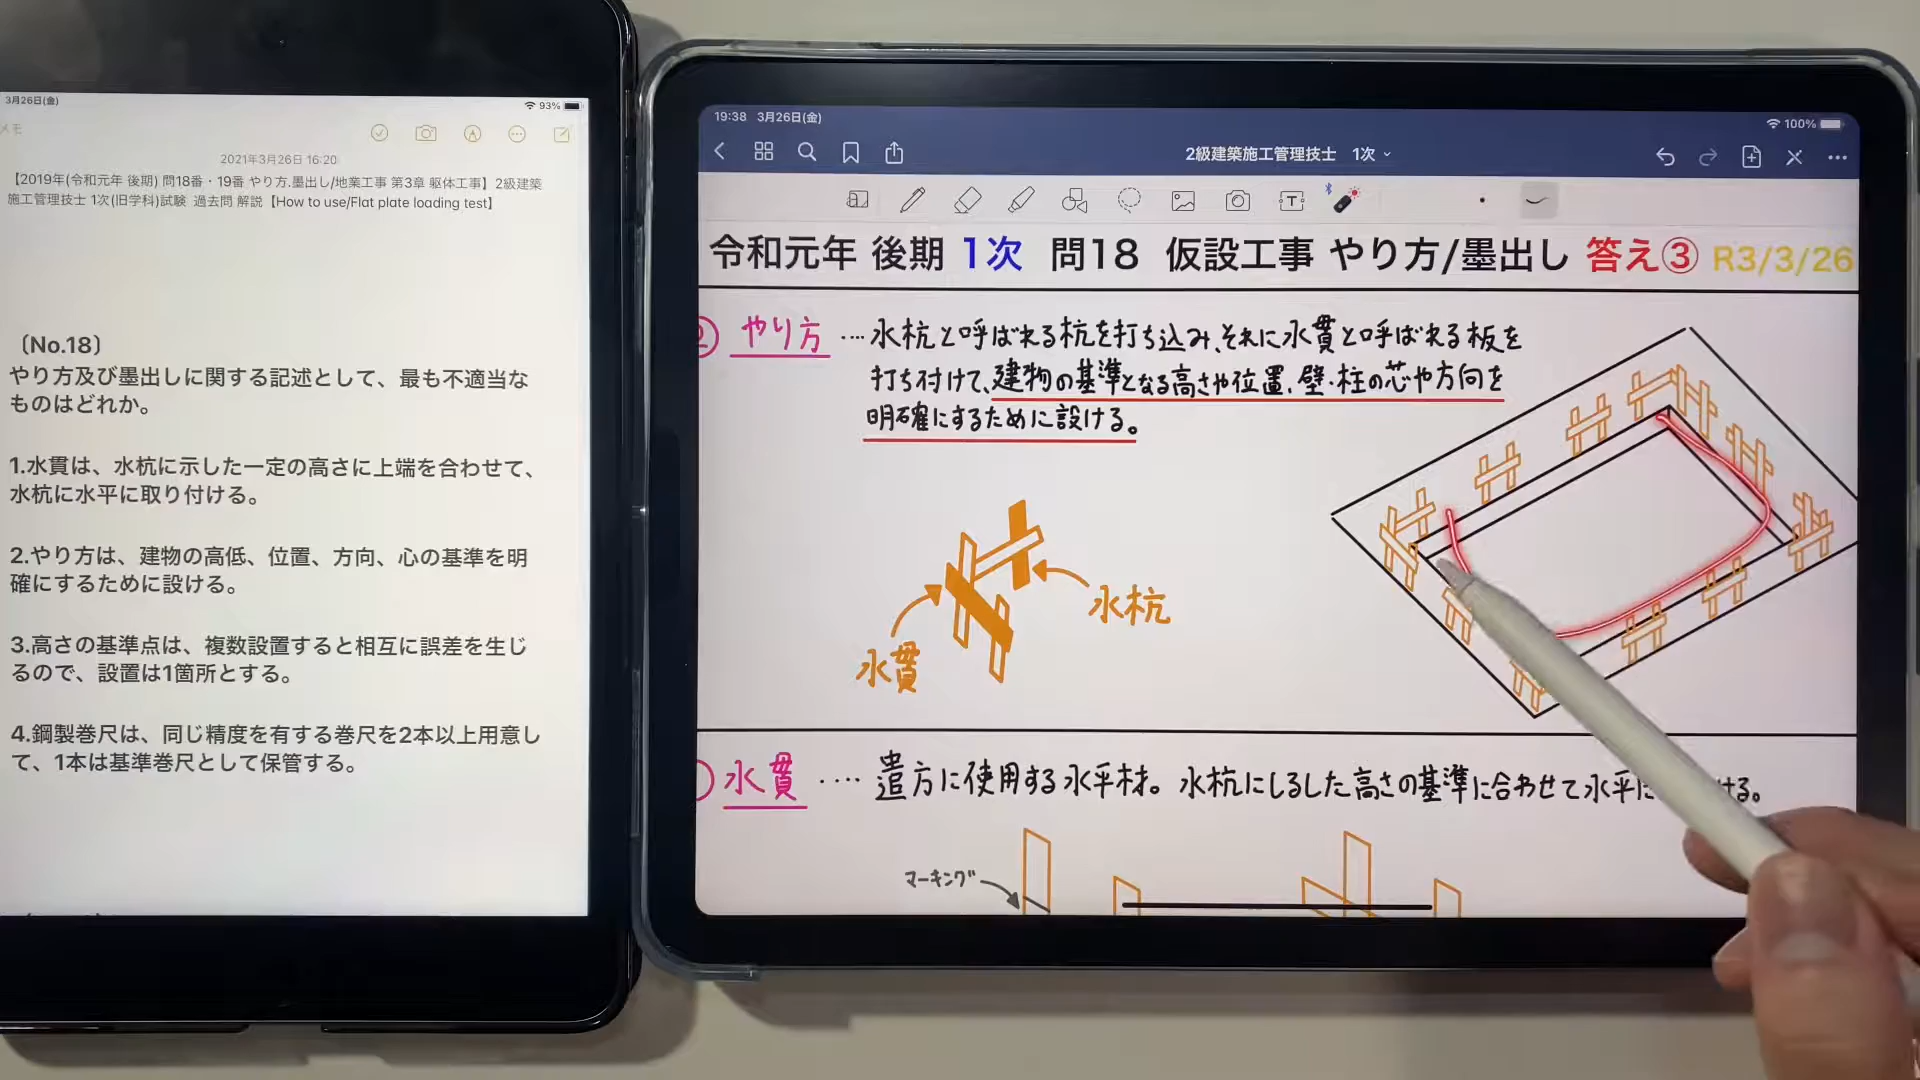 3月26日(金)
93%
メモ
2021年3月26日 16:20
【2019年(令和元年 後期) 問18番・19番 やり方.墨出し/地業工事 第3章 躯体工事】2級建築
施工管理技士 1次(旧学科)試験 過去問 解説【How to use/Flat plate loading test】
〔No.18〕
やり方及び墨出しに関する記述として、最も不適当な
ものはどれか。
1.水貫は、水杭に示した一定の高さに上端を合わせて、
水杭に水平に取り付ける。
2.やり方は、建物の高低、位置、方向、心の基準を明
確にするために設ける。
3.高さの基準点は、複数設置すると相互に誤差を生じ
るので、設置は1箇所とする。
4.鋼製巻尺は、同じ精度を有する巻尺を2本以上用意し
て、1本は基準巻尺として保管する。
19:38 3月26日(金)
100%
2級建築施工管理技士 1次
令和元年 後期 1次 問18 仮設工事 やり方/墨出し 答え③ R3/3/26
② やり方 … 水杭と呼ばれる杭を打ち込み、それに水貫と呼ばれる板を
打ち付けて、建物の基準となる高さや位置、壁・柱の芯や方向を
明確にするために設ける。
水杭
水貫
水貫 ‥‥ 遣方に使用する水平材。水杭にしるした高さの基準に合わせて水平に
ける。
マーキング